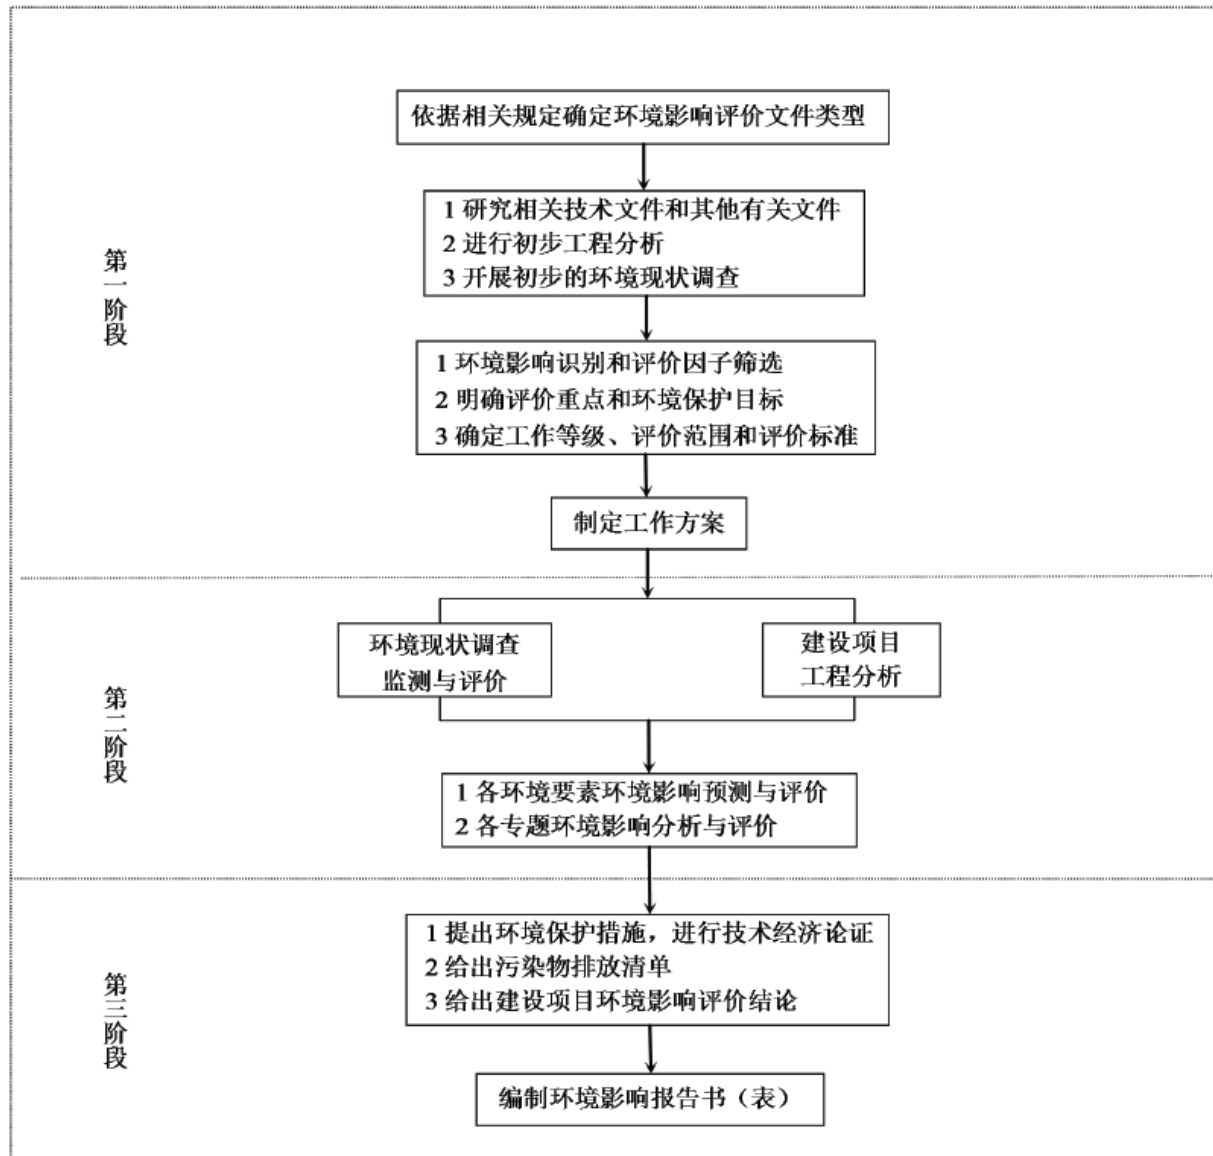 依据相关规定确定环境影响评价文件类型
1 研究相关技术文件和其他有关文件
2 进行初步工程分析
3 开展初步的环境现状调查
第一阶段
1 环境影响识别和评价因子筛选
2 明确评价重点和环境保护目标
3 确定工作等级、评价范围和评价标准
制定工作方案
环境现状调查
监测与评价
建设项目
工程分析
第二阶段
1 各环境要素环境影响预测与评价
2 各专题环境影响分析与评价
1 提出环境保护措施，进行技术经济论证
2 给出污染物排放清单
3 给出建设项目环境影响评价结论
第三阶段
编制环境影响报告书（表）